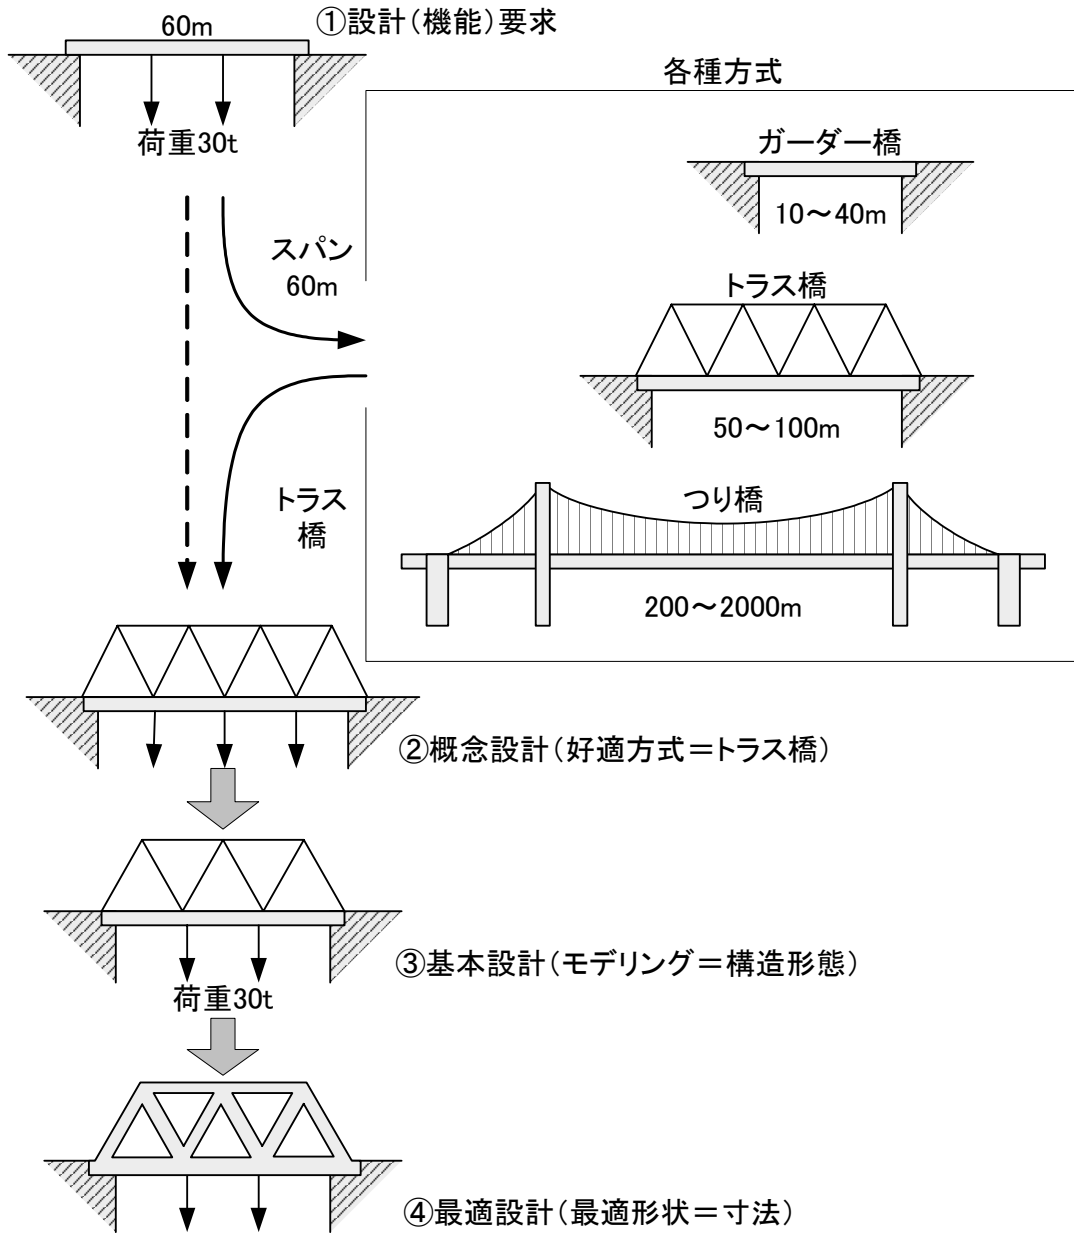 60m
①設計(機能)要求
荷重30t
各種方式
ガーダー橋
10～40m
スパン
60m
トラス橋
50～100m
トラス
橋
つり橋
200～2000m
②概念設計(好適方式＝トラス橋)
③基本設計(モデリング＝構造形態)
荷重30t
④最適設計(最適形状＝寸法)